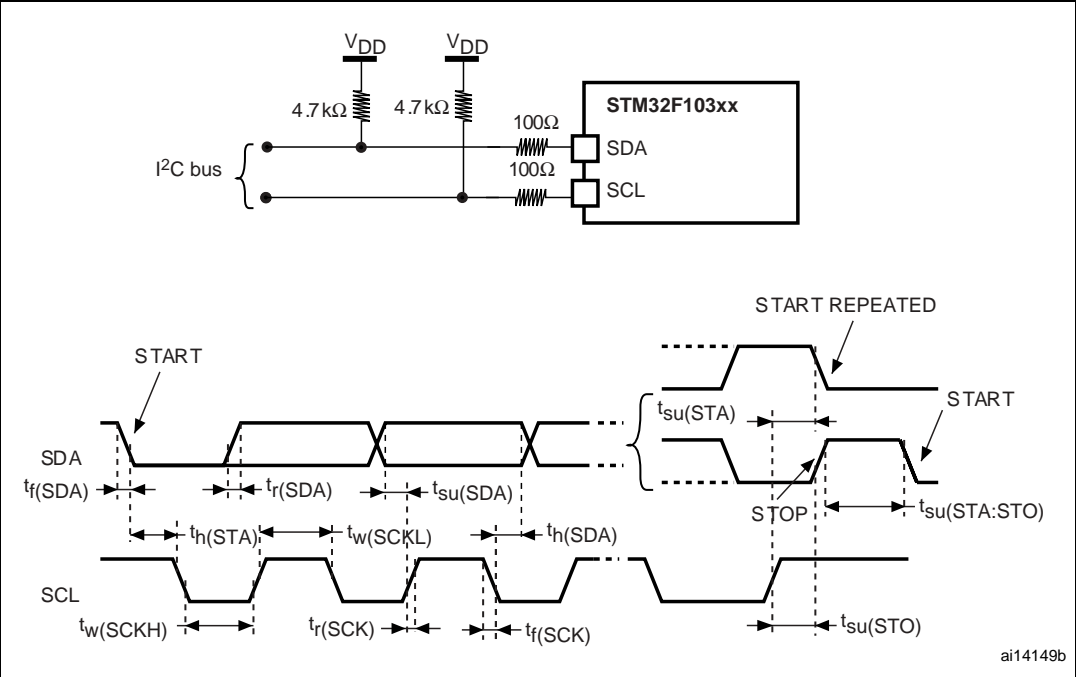 VDD VDD
4.7kΩ 4.7kΩ
STM32F103xx
100Ω
SDA
I²C bus
100Ω
SCL
START REPEATED
START
START
tsu(STA)
SDA
tf(SDA)
tr(SDA)
tsu(SDA)
STOP
tsu(STA:STO)
th(STA)
tw(SCKL)
th(SDA)
SCL
tw(SCKH)
tr(SCK)
tf(SCK)
tsu(STO)
ai14149b